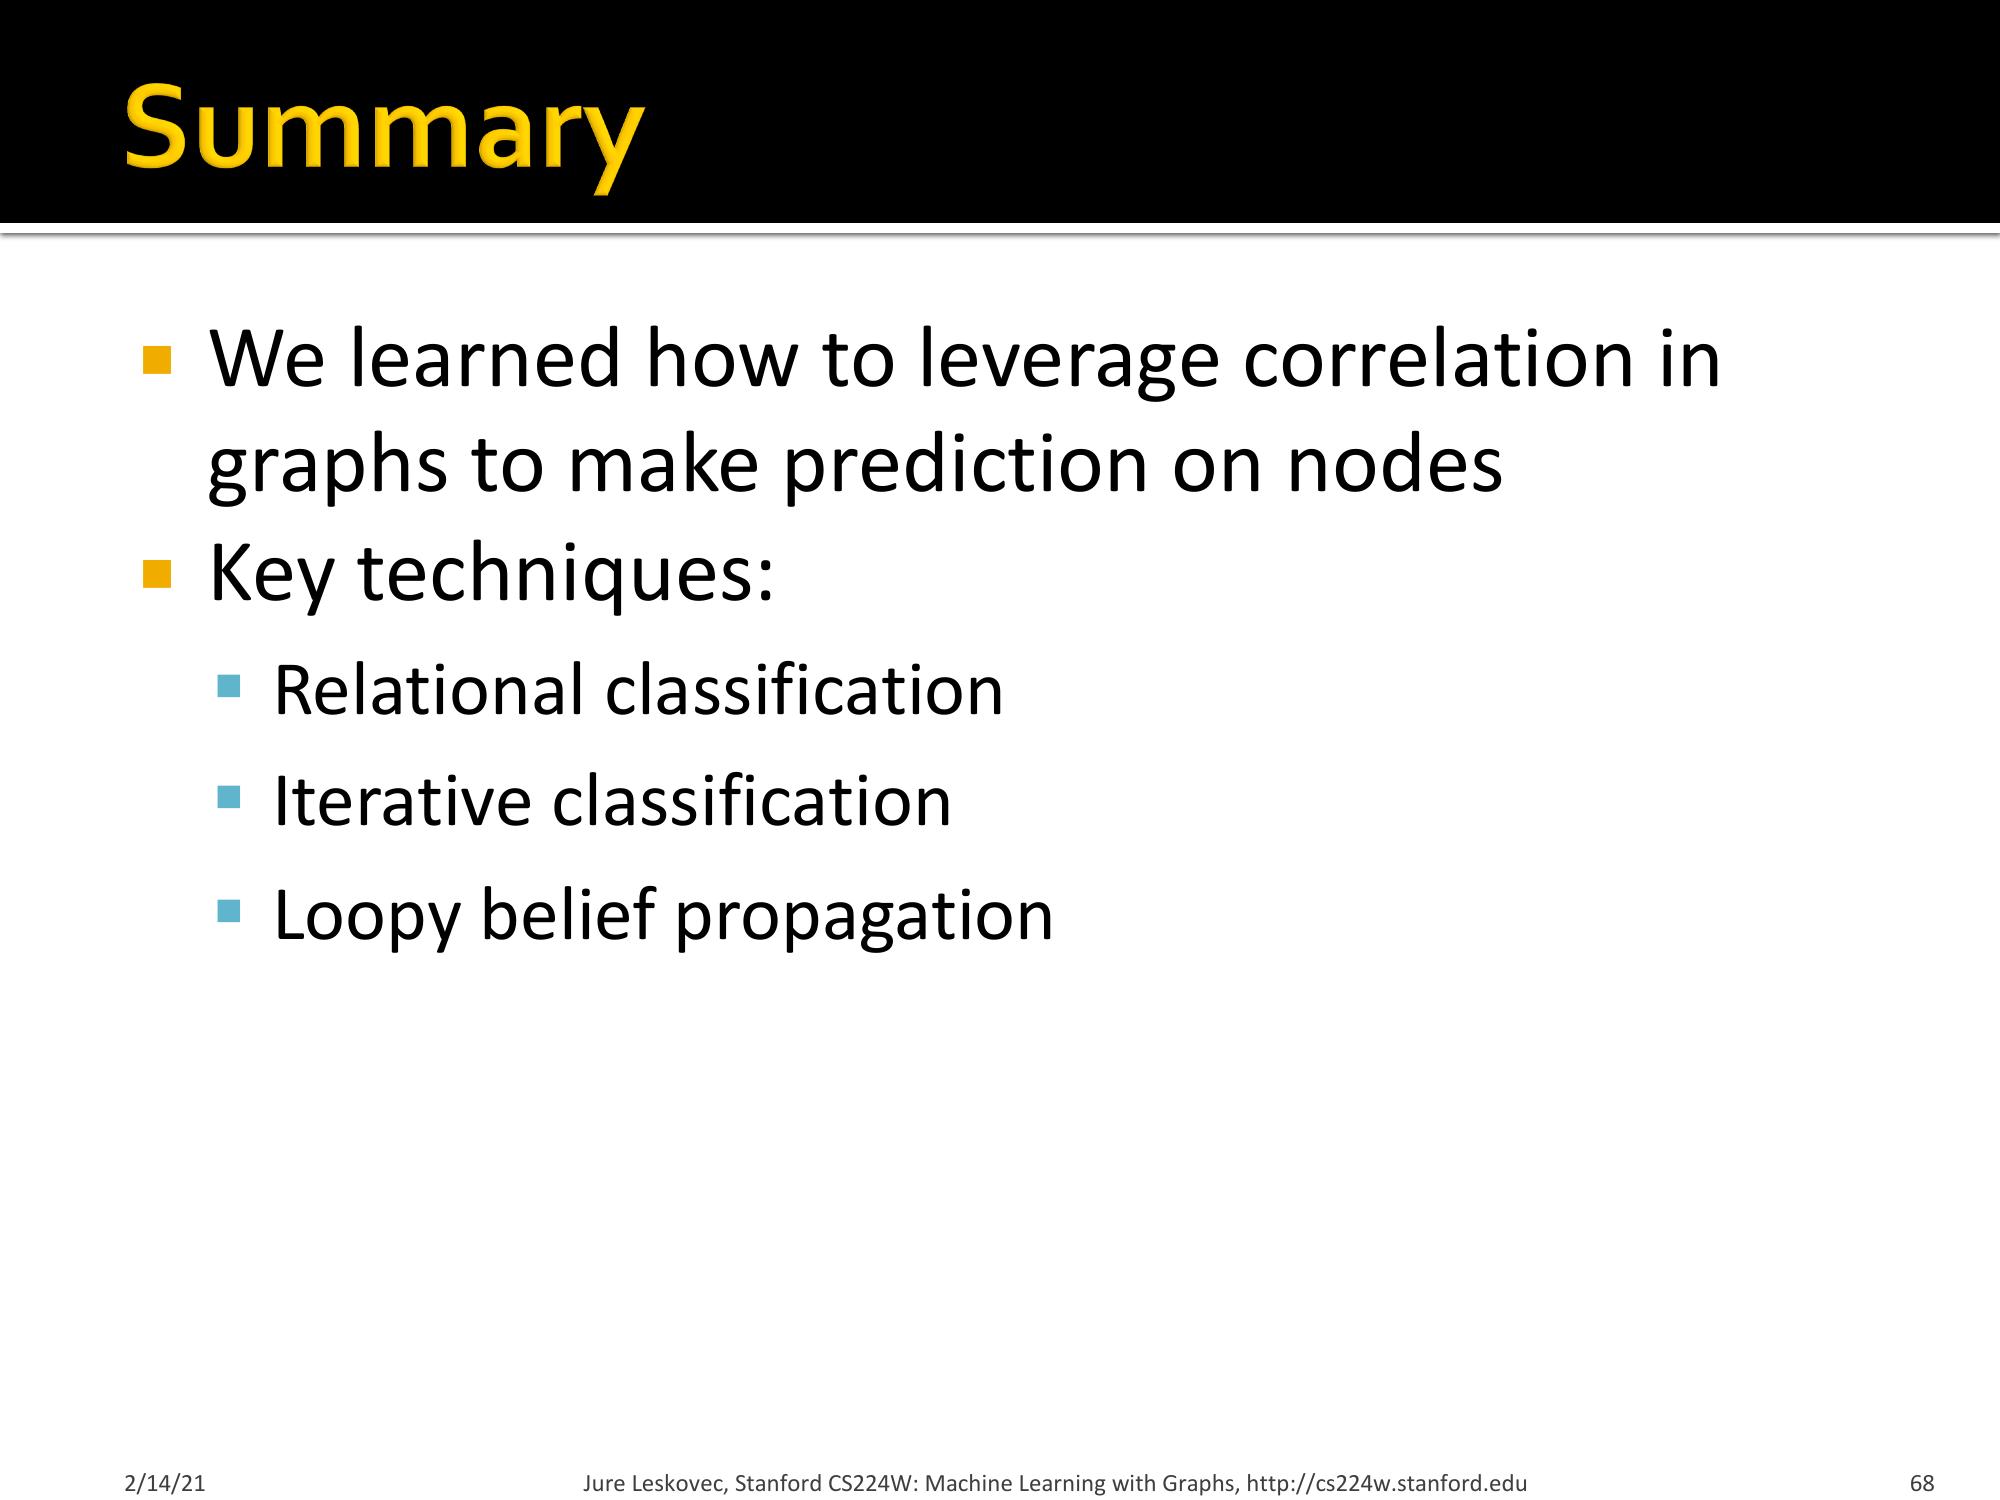 Summary
We learned how to leverage correlation in
graphs to make prediction on nodes
Key techniques:
Relational classification
Iterative classification
Loopy belief propagation
2/14/21
Jure Leskovec, Stanford CS224W: Machine Learning with Graphs, http://cs224w.stanford.edu
68